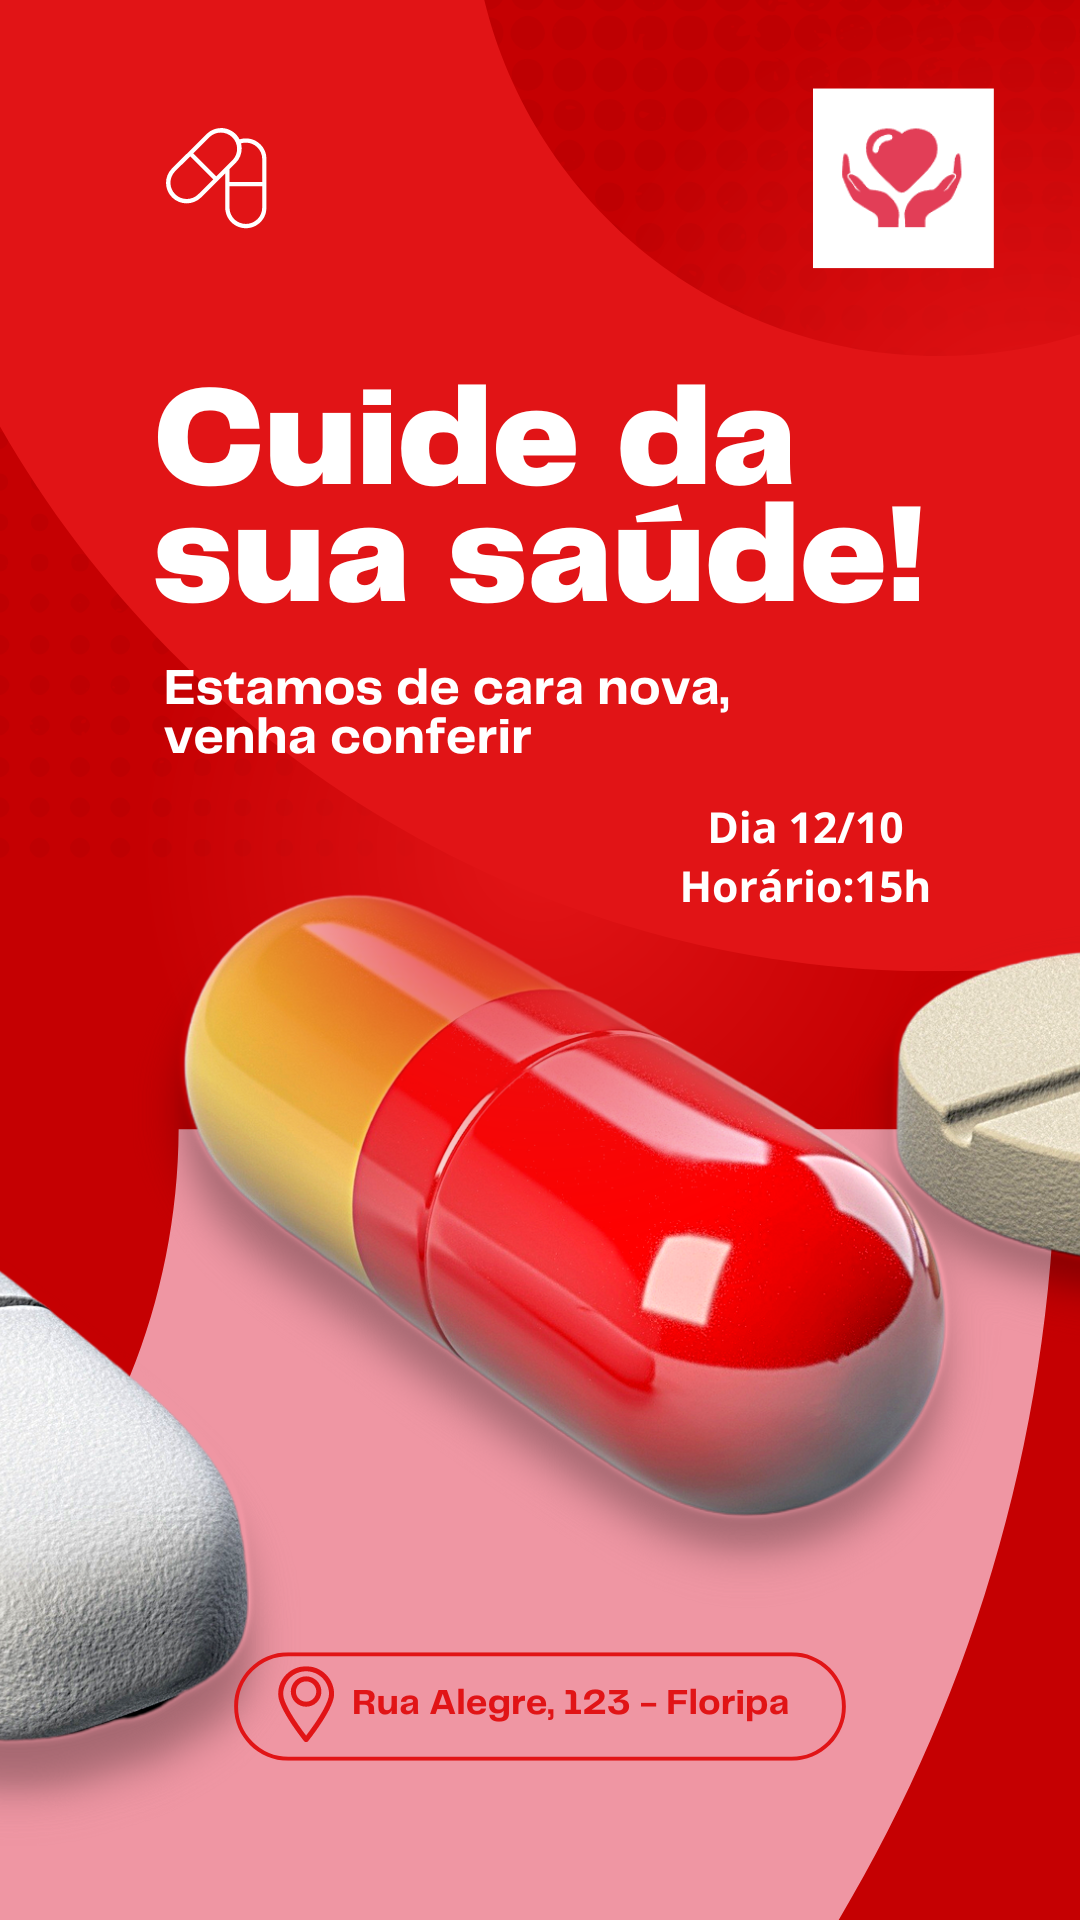 Cuide da
sua saúde!
Estamos de cara nova,
venha conferir
Dia 12/10
Horário:15h
Rua Alegre, 123 - Floripa